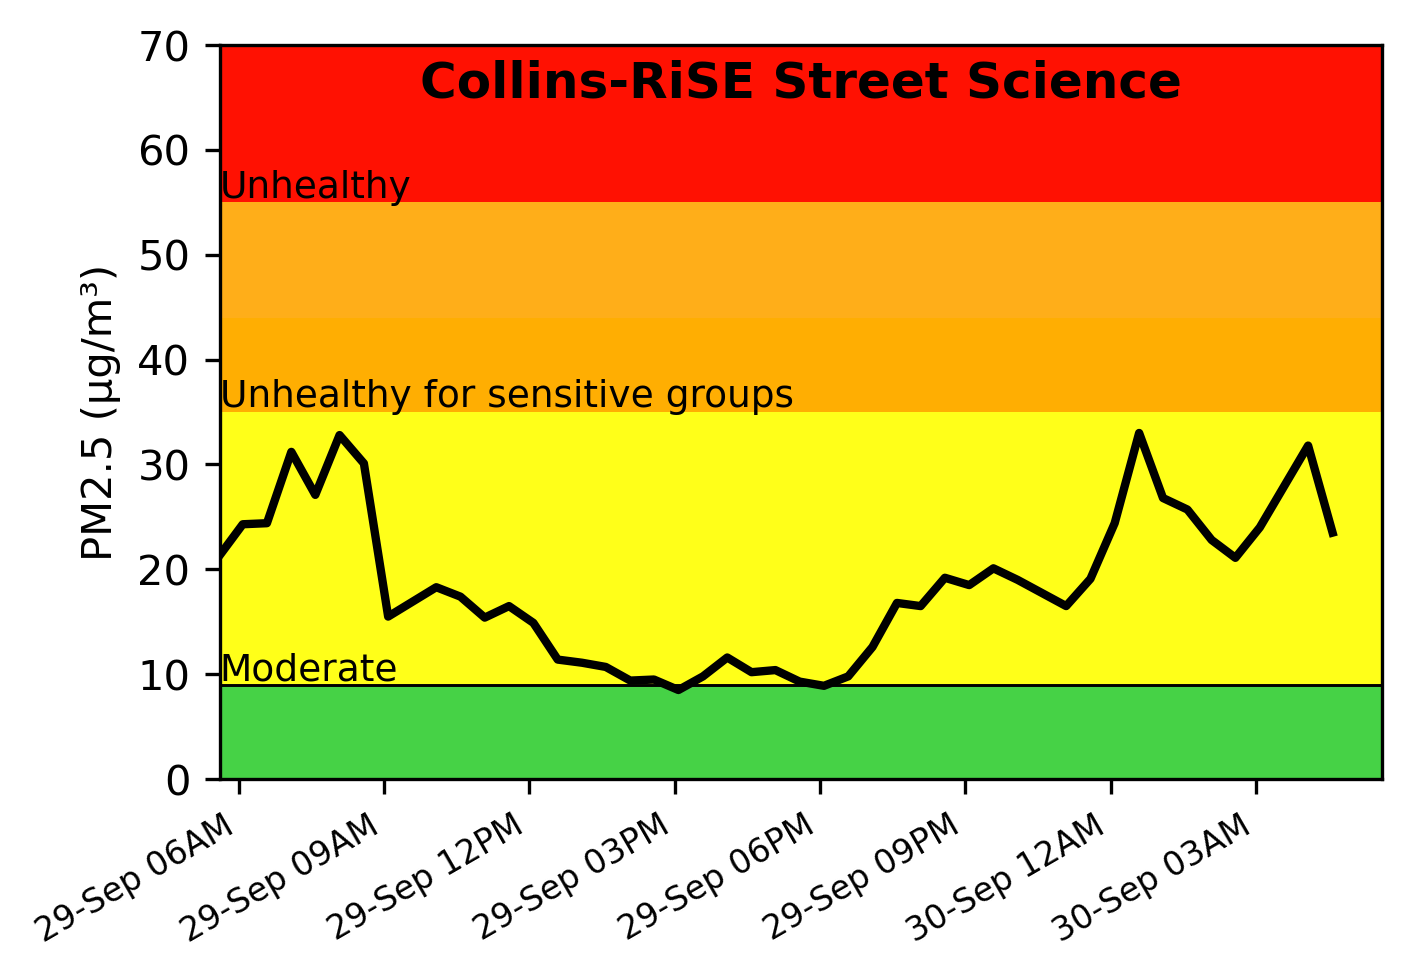 Collins-RiSE Street Science
70
60
50
40
30
20
10
0
PM2.5 (μg/m³)
Unhealthy
Unhealthy for sensitive groups
Moderate
29-Sep 06AM
29-Sep 09AM
29-Sep 12PM
29-Sep 03PM
29-Sep 06PM
29-Sep 09PM
30-Sep 12AM
30-Sep 03AM